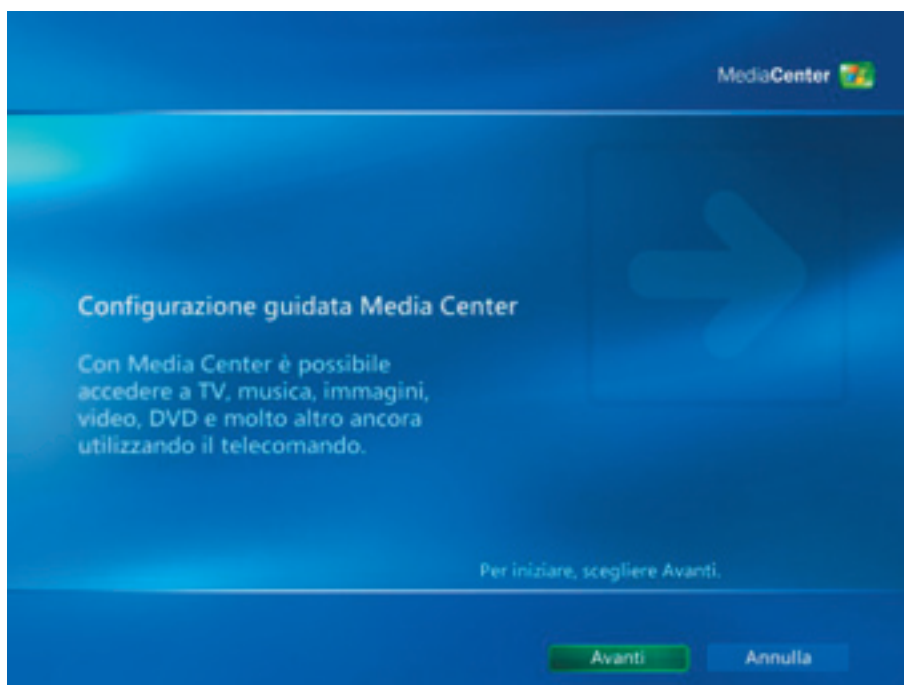 MediaCenter
Configurazione guidata Media Center
Con Media Center è possibile
accedere a TV, musica, immagini,
video, DVD e molto altro ancora
utilizzando il telecomando.
Per iniziare, scegliere Avanti.
Avanti
Annulla